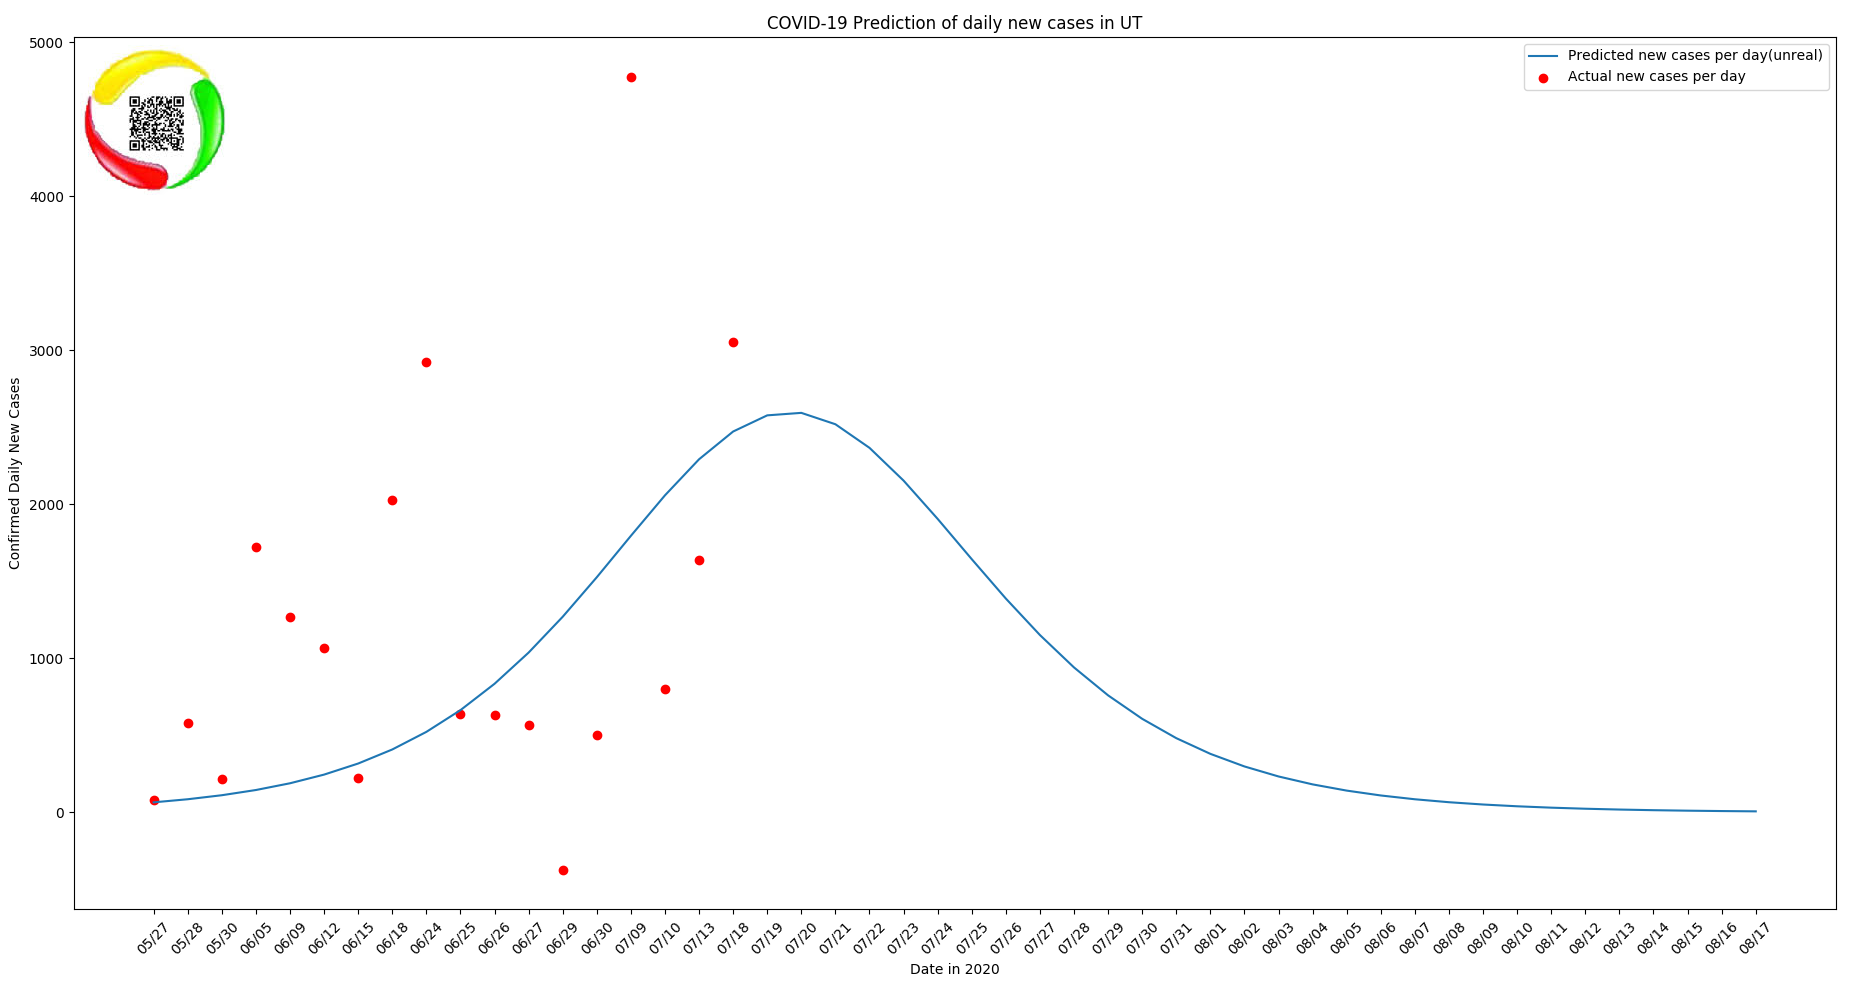 COVID-19 Prediction of daily new cases in UT
Predicted new cases per day(unreal)
Actual new cases per day
Confirmed Daily New Cases
5000
4000
3000
2000
1000
0
05/27 05/28 05/30 06/05 06/09 06/12 06/15 06/18 06/24 06/25 06/26 06/27 06/29 06/30 07/09 07/10 07/13 07/18 07/19 07/20 07/21 07/22 07/23 07/24 07/25 07/26 07/27 07/28 07/29 07/30 07/31 08/01 08/02 08/03 08/04 08/05 08/06 08/07 08/08 08/09 08/10 08/11 08/12 08/13 08/14 08/15 08/16 08/17
Date in 2020